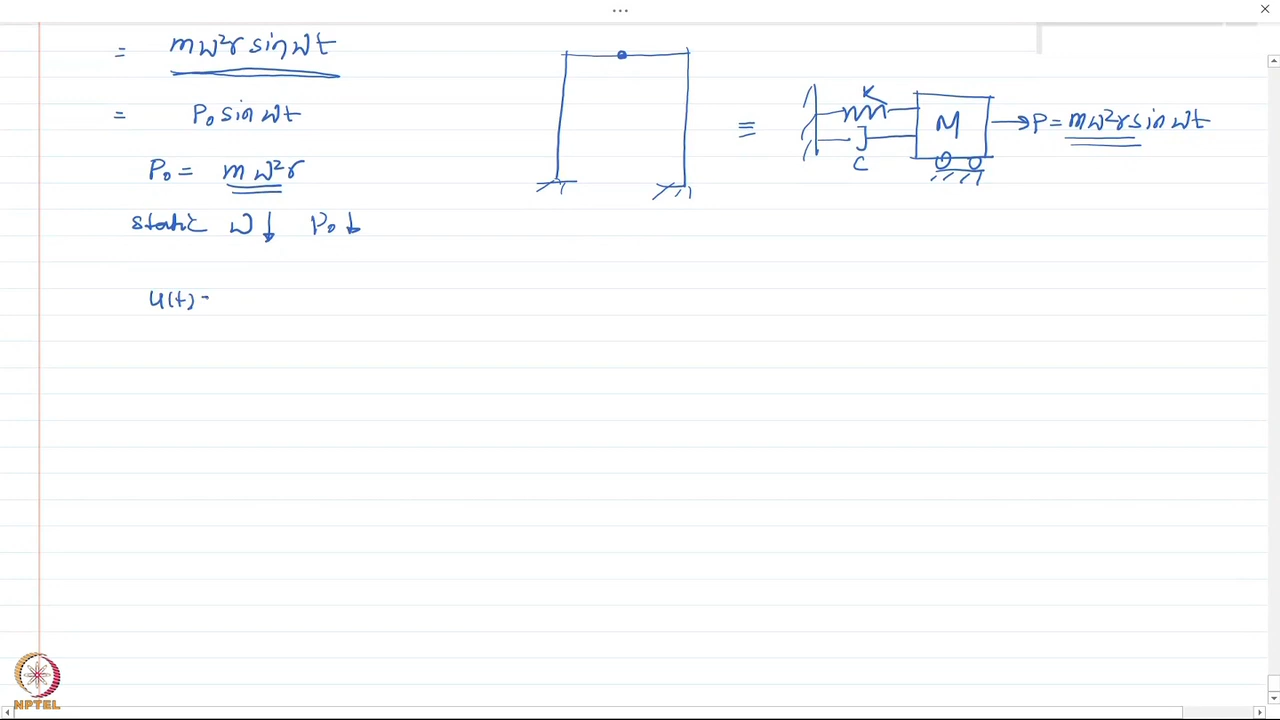 = mω²r sin ωt
= P₀ sin ωt
P₀ = mω²r
static ω↓ P₀↓
u(t) -
≡
K
M
C
→P = mω²r sin ωt
NPTEL